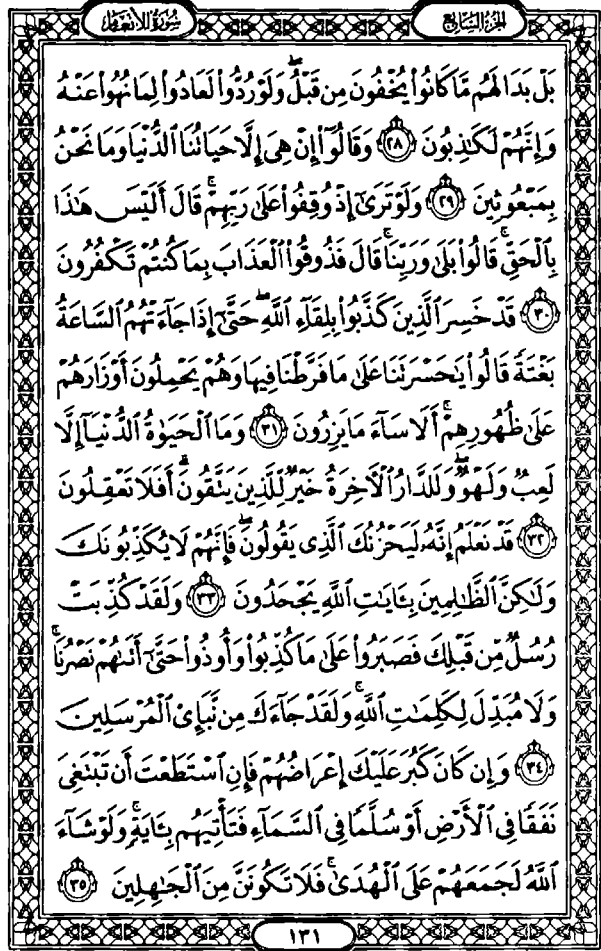 الجزء السابع
سورة الأنعام
بَلْ بَدَا لَهُم مَّا كَانُوا۟ يُخْفُونَ مِن قَبْلُ ۖ وَلَوْ رُدُّوا۟ لَعَادُوا۟ لِمَا نُهُوا۟ عَنْهُ
وَإِنَّهُمْ لَكَـٰذِبُونَ ﴿٢٨﴾ وَقَالُوٓا۟ إِنْ هِىَ إِلَّا حَيَاتُنَا ٱلدُّنْيَا وَمَا نَحْنُ
بِمَبْعُوثِينَ ﴿٢٩﴾ وَلَوْ تَرَىٰٓ إِذْ وُقِفُوا۟ عَلَىٰ رَبِّهِمْ ۚ قَالَ أَلَيْسَ هَـٰذَا
بِٱلْحَقِّ ۚ قَالُوا۟ بَلَىٰ وَرَبِّنَا ۚ قَالَ فَذُوقُوا۟ ٱلْعَذَابَ بِمَا كُنتُمْ تَكْفُرُونَ
﴿٣٠﴾ قَدْ خَسِرَ ٱلَّذِينَ كَذَّبُوا۟ بِلِقَآءِ ٱللَّهِ ۖ حَتَّىٰٓ إِذَا جَآءَتْهُمُ ٱلسَّاعَةُ
بَغْتَةً قَالُوا۟ يَـٰحَسْرَتَنَا عَلَىٰ مَا فَرَّطْنَا فِيهَا وَهُمْ يَحْمِلُونَ أَوْزَارَهُمْ
عَلَىٰ ظُهُورِهِمْ ۚ أَلَا سَآءَ مَا يَزِرُونَ ﴿٣١﴾ وَمَا ٱلْحَيَوٰةُ ٱلدُّنْيَآ إِلَّا
لَعِبٌ وَلَهْوٌ ۖ وَلَلدَّارُ ٱلْـَٔاخِرَةُ خَيْرٌ لِّلَّذِينَ يَتَّقُونَ ۗ أَفَلَا تَعْقِلُونَ
﴿٣٢﴾ قَدْ نَعْلَمُ إِنَّهُۥ لَيَحْزُنُكَ ٱلَّذِى يَقُولُونَ ۖ فَإِنَّهُمْ لَا يُكَذِّبُونَكَ
وَلَـٰكِنَّ ٱلظَّـٰلِمِينَ بِـَٔايَـٰتِ ٱللَّهِ يَجْحَدُونَ ﴿٣٣﴾ وَلَقَدْ كُذِّبَتْ
رُسُلٌ مِّن قَبْلِكَ فَصَبَرُوا۟ عَلَىٰ مَا كُذِّبُوا۟ وَأُوذُوا۟ حَتَّىٰٓ أَتَىٰهُمْ نَصْرُنَا ۚ
وَلَا مُبَدِّلَ لِكَلِمَـٰتِ ٱللَّهِ ۚ وَلَقَدْ جَآءَكَ مِن نَّبَإِى۟ ٱلْمُرْسَلِينَ
﴿٣٤﴾ وَإِن كَانَ كَبُرَ عَلَيْكَ إِعْرَاضُهُمْ فَإِنِ ٱسْتَطَعْتَ أَن تَبْتَغِىَ
نَفَقًا فِى ٱلْأَرْضِ أَوْ سُلَّمًا فِى ٱلسَّمَآءِ فَتَأْتِيَهُم بِـَٔايَةٍ ۚ وَلَوْ شَآءَ
ٱللَّهُ لَجَمَعَهُمْ عَلَى ٱلْهُدَىٰ ۚ فَلَا تَكُونَنَّ مِنَ ٱلْجَـٰهِلِينَ ﴿٣٥﴾
١٣١